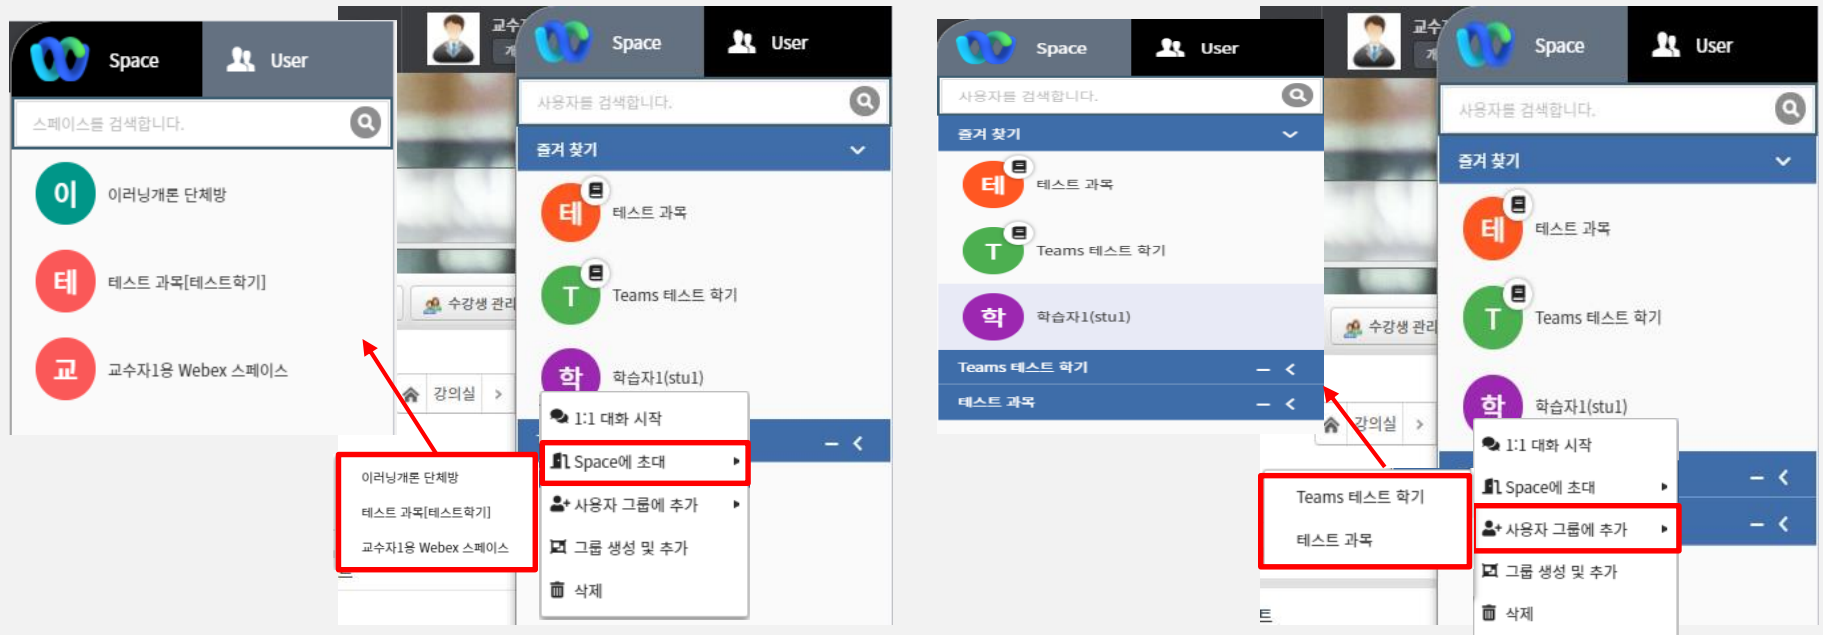 Space
User
스페이스를 검색합니다.
이
이러닝개론 단체방
테
테스트 과목[테스트학기]
교
교수자1용 Webex 스페이스
교수
개
수강생 관리
강의실 >
Space
User
사용자를 검색합니다.
즐겨 찾기
테
테스트 과목
T
Teams 테스트 학기
학
학습자1(stu1)
1:1 대화 시작
Space에 초대
사용자 그룹에 추가
그룹 생성 및 추가
삭제
이러닝개론 단체방
테스트 과목[테스트학기]
교수자1용 Webex 스페이스
트
Space
User
사용자를 검색합니다.
즐겨 찾기
테
테스트 과목
T
Teams 테스트 학기
학
학습자1(stu1)
Teams 테스트 학기
테스트 과목
교수
개
수강생 관리
강의실 >
Space
User
사용자를 검색합니다.
즐겨 찾기
테
테스트 과목
T
Teams 테스트 학기
학
학습자1(stu1)
1:1 대화 시작
Space에 초대
사용자 그룹에 추가
그룹 생성 및 추가
삭제
Teams 테스트 학기
테스트 과목
트